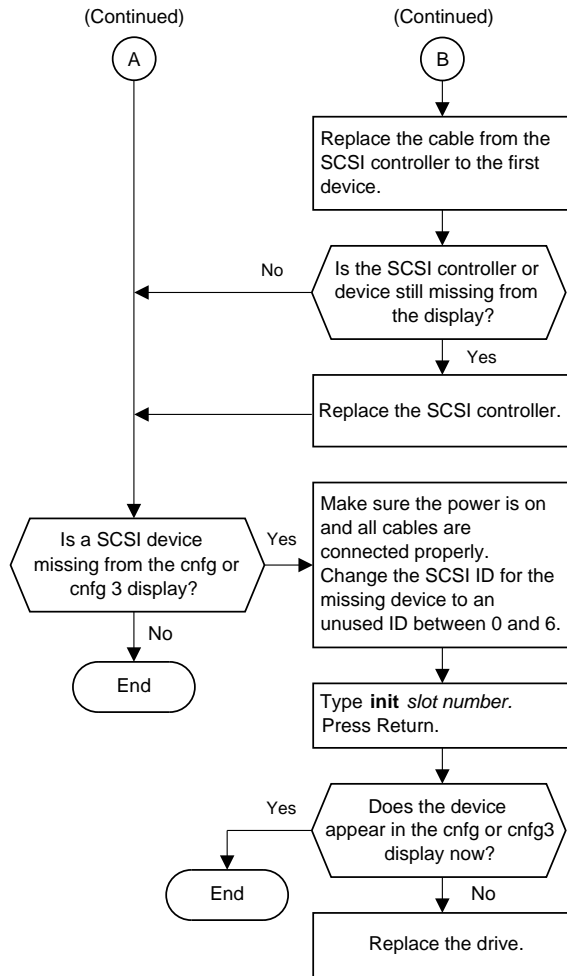 (Continued)
(Continued)
A
B
Replace the cable from the
SCSI controller to the first
device.
No
Is the SCSI controller or
device still missing from
the display?
Yes
Replace the SCSI controller.
Is a SCSI device
missing from the cnfg or
cnfg 3 display?
Yes
Make sure the power is on
and all cables are
connected properly.
Change the SCSI ID for the
missing device to an
unused ID between 0 and 6.
No
End
Type init slot number.
Press Return.
Yes
Does the device
appear in the cnfg or cnfg3
display now?
End
No
Replace the drive.